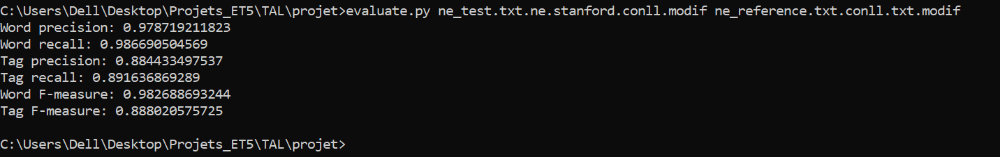 C:\Users\Dell\Desktop\Projets_ET5\TAL\projet>evaluate.py ne_test.txt.ne.stanford.conll.modif ne_reference.txt.conll.txt.modif
Word precision: 0.978719211823
Word recall: 0.986690504569
Tag precision: 0.884433497537
Tag recall: 0.891636869289
Word F-measure: 0.982688693244
Tag F-measure: 0.888020575725
C:\Users\Dell\Desktop\Projets_ET5\TAL\projet>